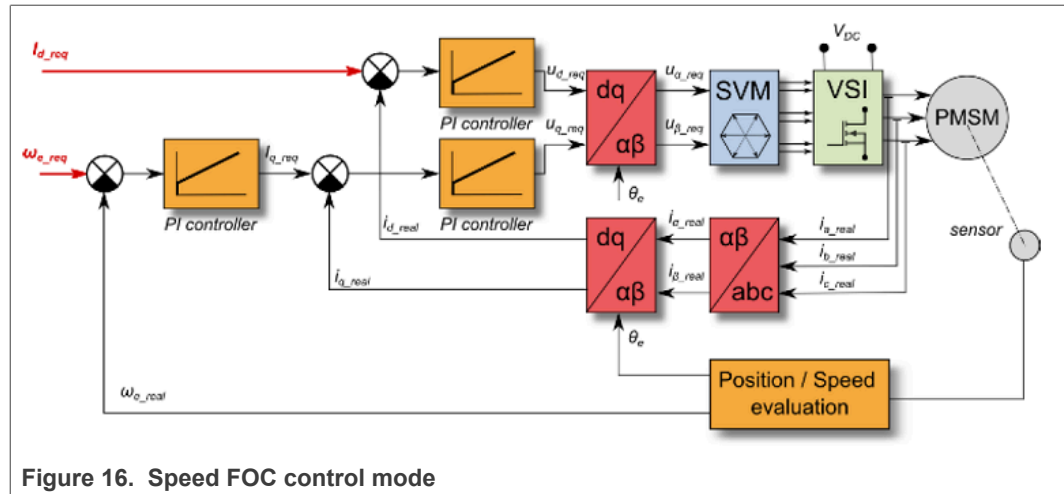 V_DC
I_d_req
u_d_req
dq
αβ
u_α_req
SVM
VSI
PMSM
PI controller
u_q_req
u_β_req
ω_e_req
I_q_req
PI controller
PI controller
θ_e
i_d_real
dq
αβ
i_α_real
αβ
abc
i_a_real
sensor
i_b_real
i_q_real
i_β_real
i_c_real
θ_e
Position / Speed
evaluation
ω_e_real
Figure 16. Speed FOC control mode